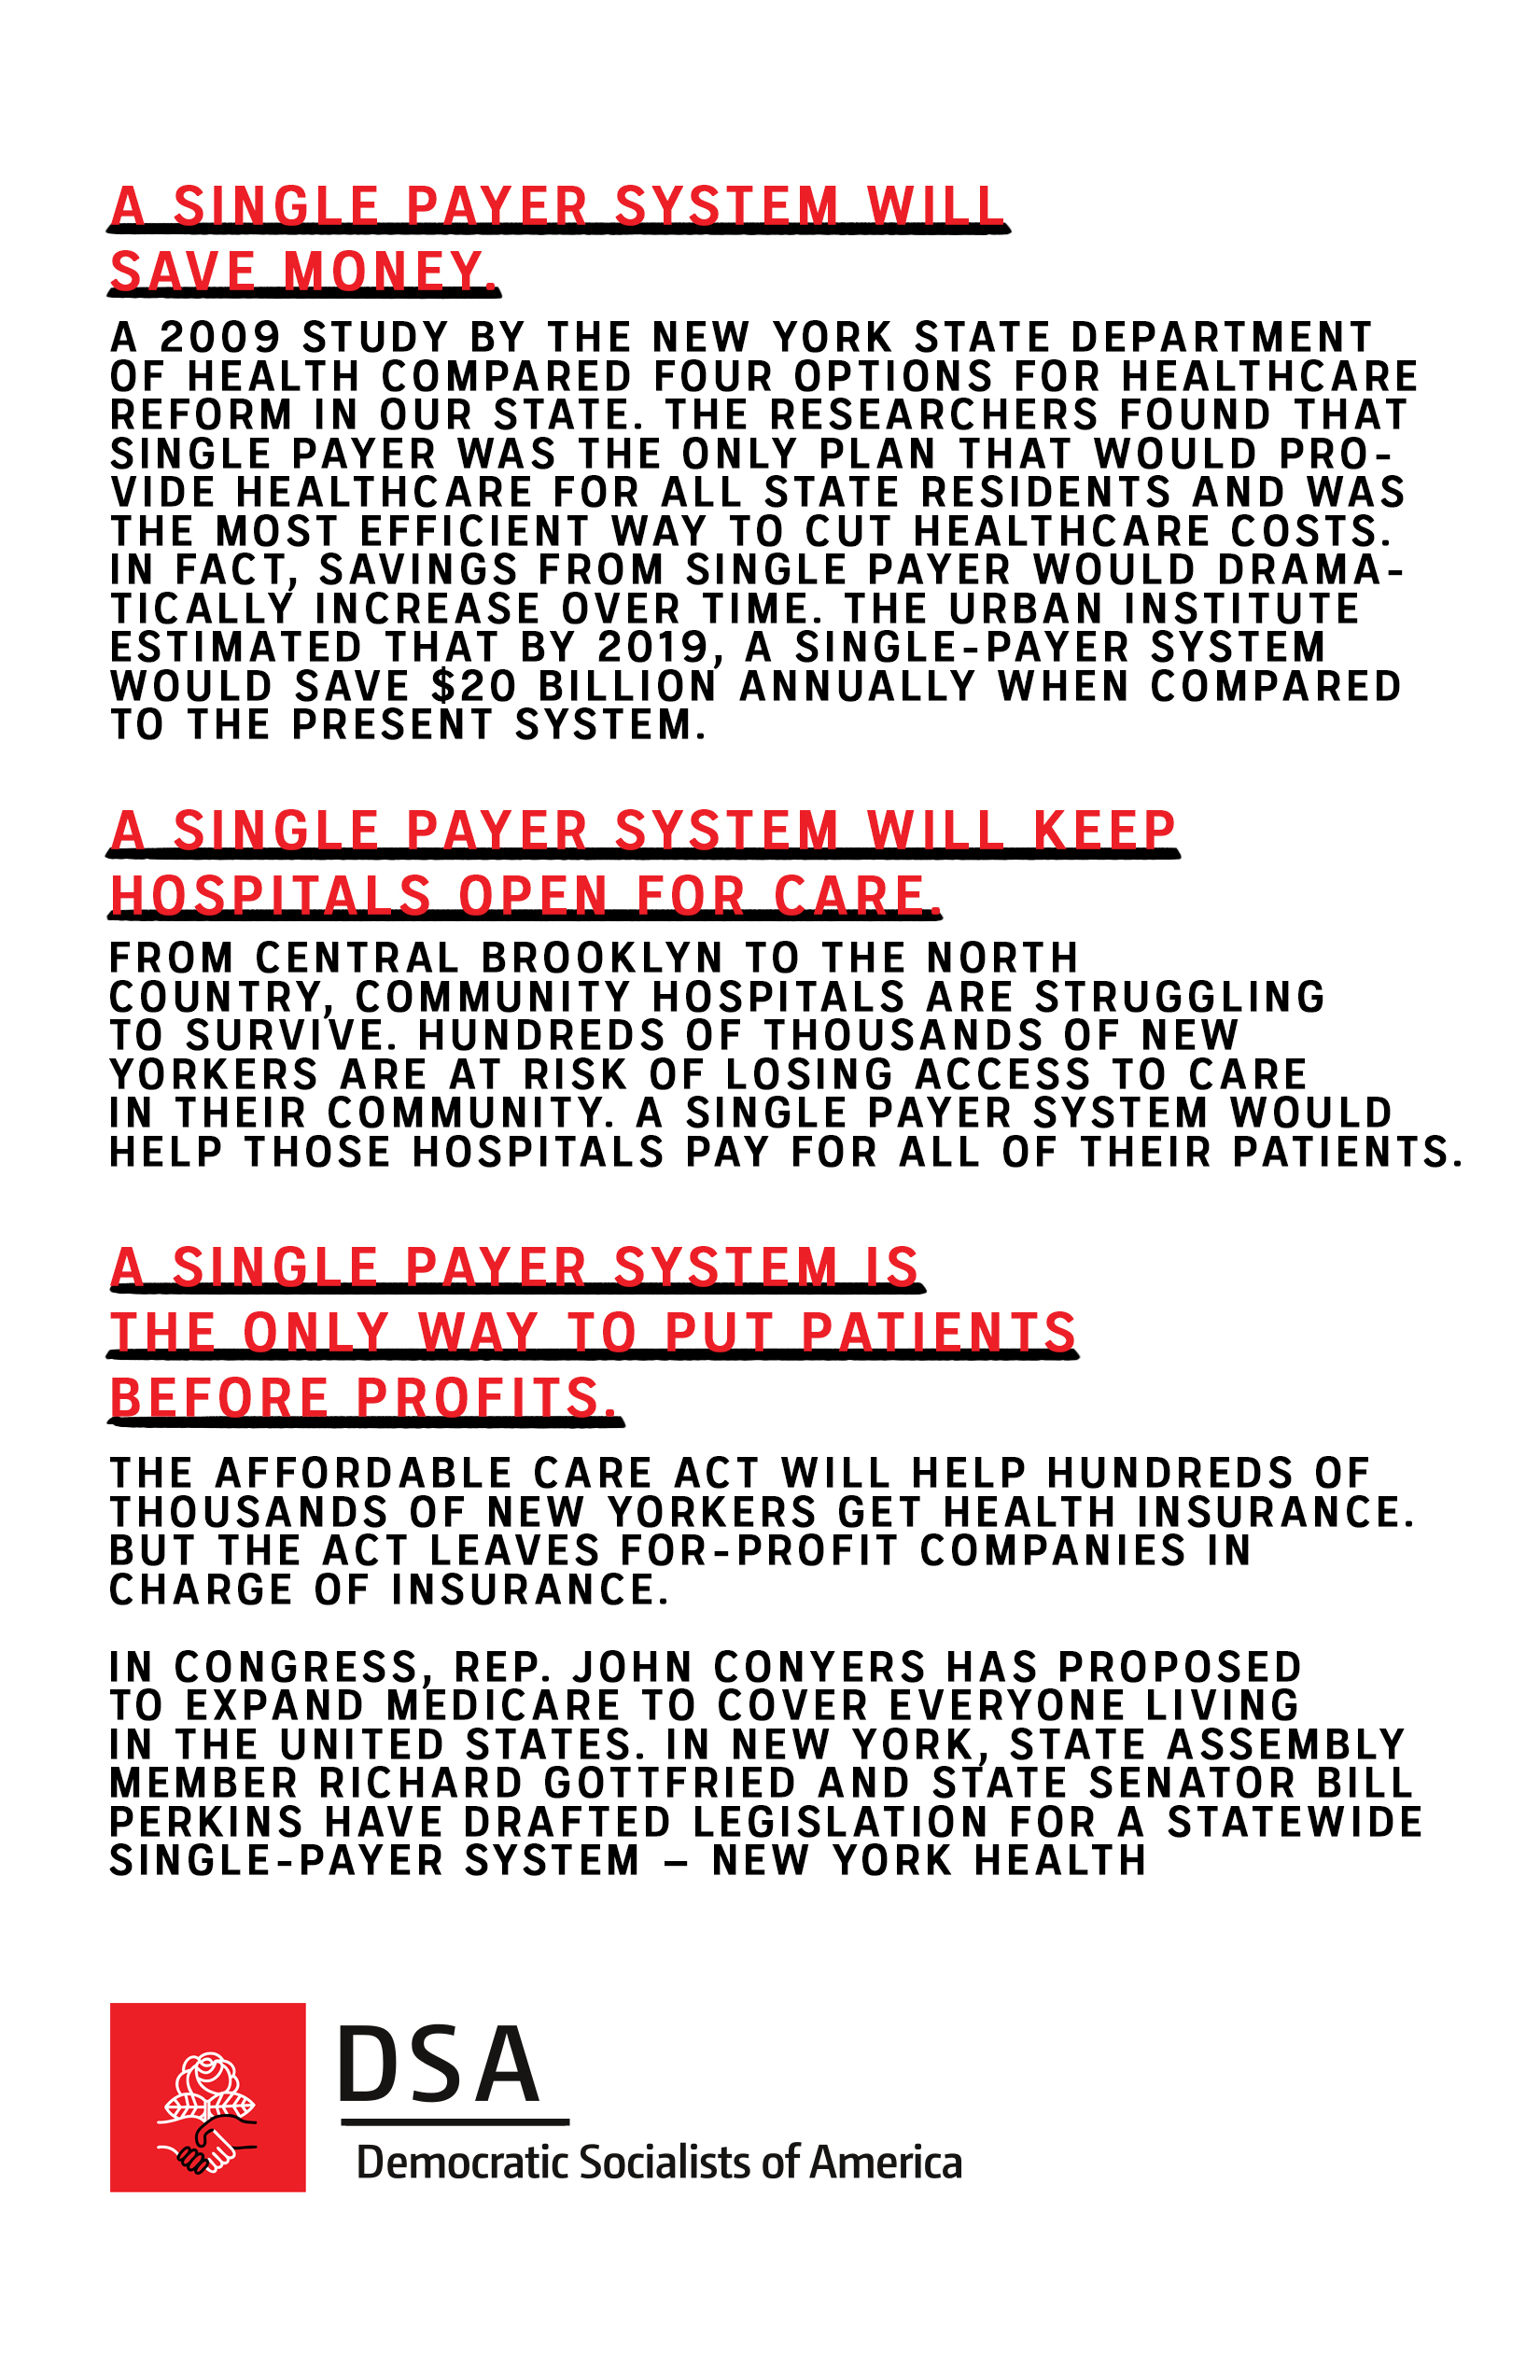 A SINGLE PAYER SYSTEM WILL
SAVE MONEY.
A 2009 STUDY BY THE NEW YORK STATE DEPARTMENT
OF HEALTH COMPARED FOUR OPTIONS FOR HEALTHCARE
REFORM IN OUR STATE. THE RESEARCHERS FOUND THAT
SINGLE PAYER WAS THE ONLY PLAN THAT WOULD PRO-
VIDE HEALTHCARE FOR ALL STATE RESIDENTS AND WAS
THE MOST EFFICIENT WAY TO CUT HEALTHCARE COSTS.
IN FACT, SAVINGS FROM SINGLE PAYER WOULD DRAMA-
TICALLY INCREASE OVER TIME. THE URBAN INSTITUTE
ESTIMATED THAT BY 2019, A SINGLE-PAYER SYSTEM
WOULD SAVE $20 BILLION ANNUALLY WHEN COMPARED
TO THE PRESENT SYSTEM.
A SINGLE PAYER SYSTEM WILL KEEP
HOSPITALS OPEN FOR CARE.
FROM CENTRAL BROOKLYN TO THE NORTH
COUNTRY, COMMUNITY HOSPITALS ARE STRUGGLING
TO SURVIVE. HUNDREDS OF THOUSANDS OF NEW
YORKERS ARE AT RISK OF LOSING ACCESS TO CARE
IN THEIR COMMUNITY. A SINGLE PAYER SYSTEM WOULD
HELP THOSE HOSPITALS PAY FOR ALL OF THEIR PATIENTS.
A SINGLE PAYER SYSTEM IS
THE ONLY WAY TO PUT PATIENTS
BEFORE PROFITS.
THE AFFORDABLE CARE ACT WILL HELP HUNDREDS OF
THOUSANDS OF NEW YORKERS GET HEALTH INSURANCE.
BUT THE ACT LEAVES FOR-PROFIT COMPANIES IN
CHARGE OF INSURANCE.
IN CONGRESS, REP. JOHN CONYERS HAS PROPOSED
TO EXPAND MEDICARE TO COVER EVERYONE LIVING
IN THE UNITED STATES. IN NEW YORK, STATE ASSEMBLY
MEMBER RICHARD GOTTFRIED AND STATE SENATOR BILL
PERKINS HAVE DRAFTED LEGISLATION FOR A STATEWIDE
SINGLE-PAYER SYSTEM – NEW YORK HEALTH
DSA
Democratic Socialists of America